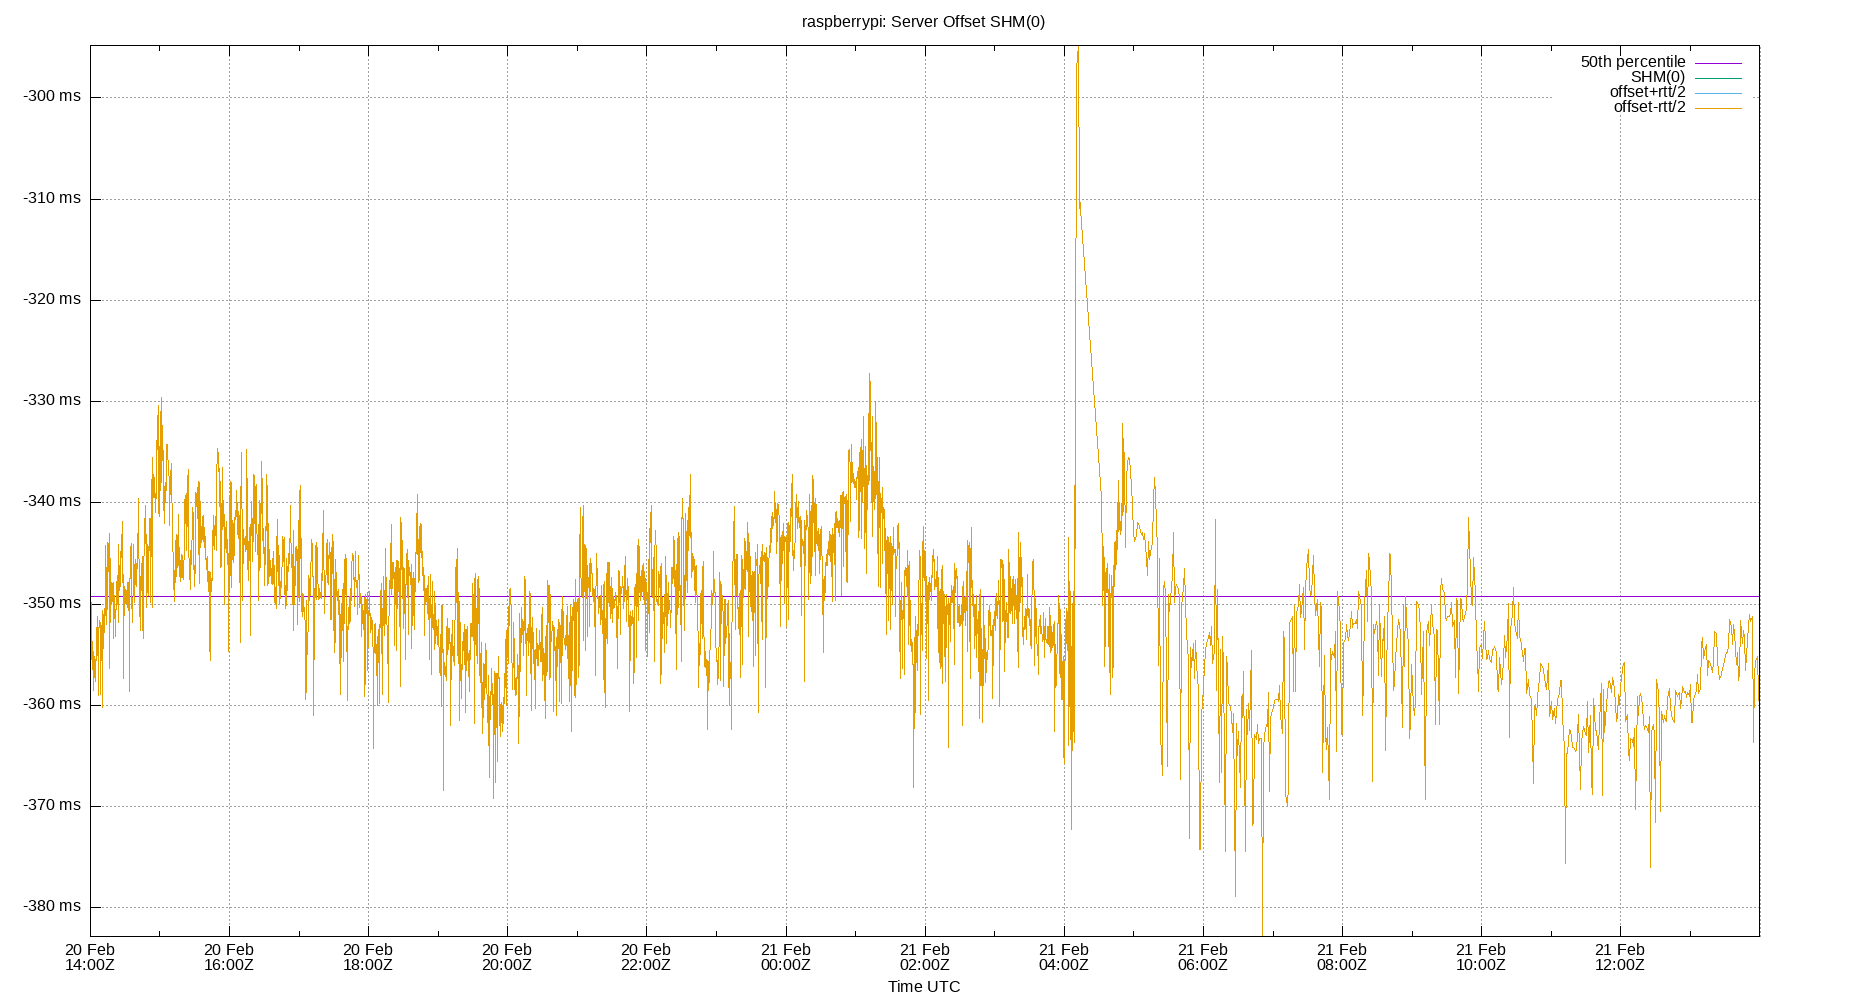 raspberrypi: Server Offset SHM(0)
50th percentile
SHM(0)
offset+rtt/2
offset-rtt/2
-300 ms
-310 ms
-320 ms
-330 ms
-340 ms
-350 ms
-360 ms
-370 ms
-380 ms
20 Feb 20 Feb 20 Feb 20 Feb 20 Feb 21 Feb 21 Feb 21 Feb 21 Feb 21 Feb 21 Feb 21 Feb
14:00Z 16:00Z 18:00Z 20:00Z 22:00Z 00:00Z 02:00Z 04:00Z 06:00Z 08:00Z 10:00Z 12:00Z
Time UTC